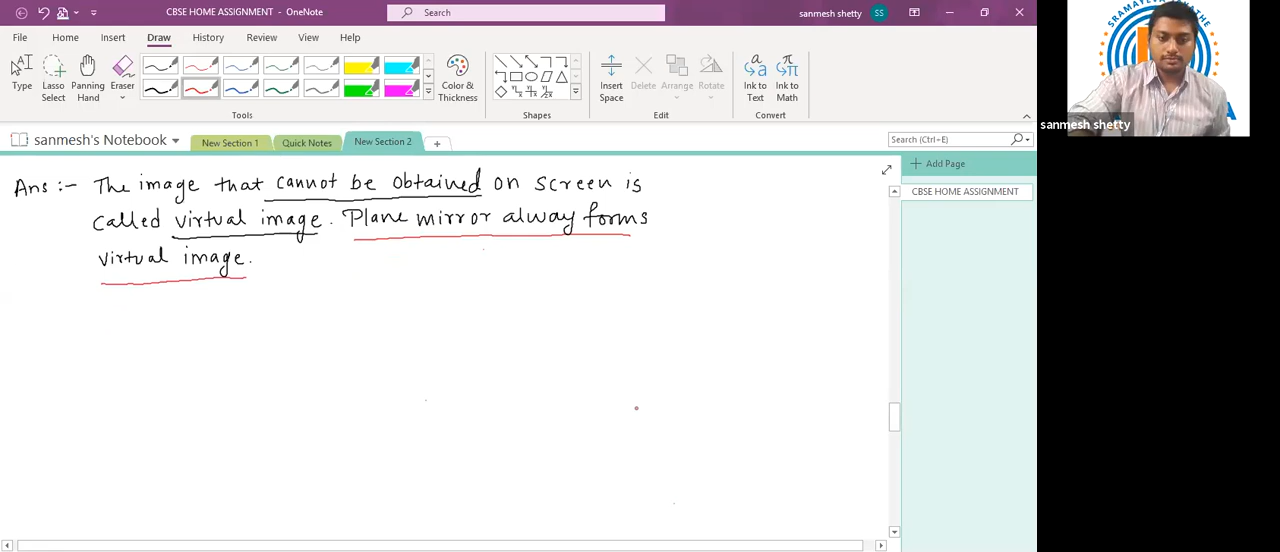 CBSE HOME ASSIGNMENT - OneNote
Search
sanmesh shetty
SS
File Home Insert Draw History Review View Help
Type
Lasso Select
Panning Hand
Eraser
Color & Thickness
Insert Space
Delete
Arrange
Rotate
Ink to Text
Ink to Math
Tools
Shapes
Edit
Convert
sanmesh's Notebook
New Section 1
Quick Notes
New Section 2
Search (Ctrl+E)
Add Page
CBSE HOME ASSIGNMENT
Ans :- The image that cannot be obtained on screen is
called virtual image. Plane mirror alway forms
virtual image.
sanmesh shetty